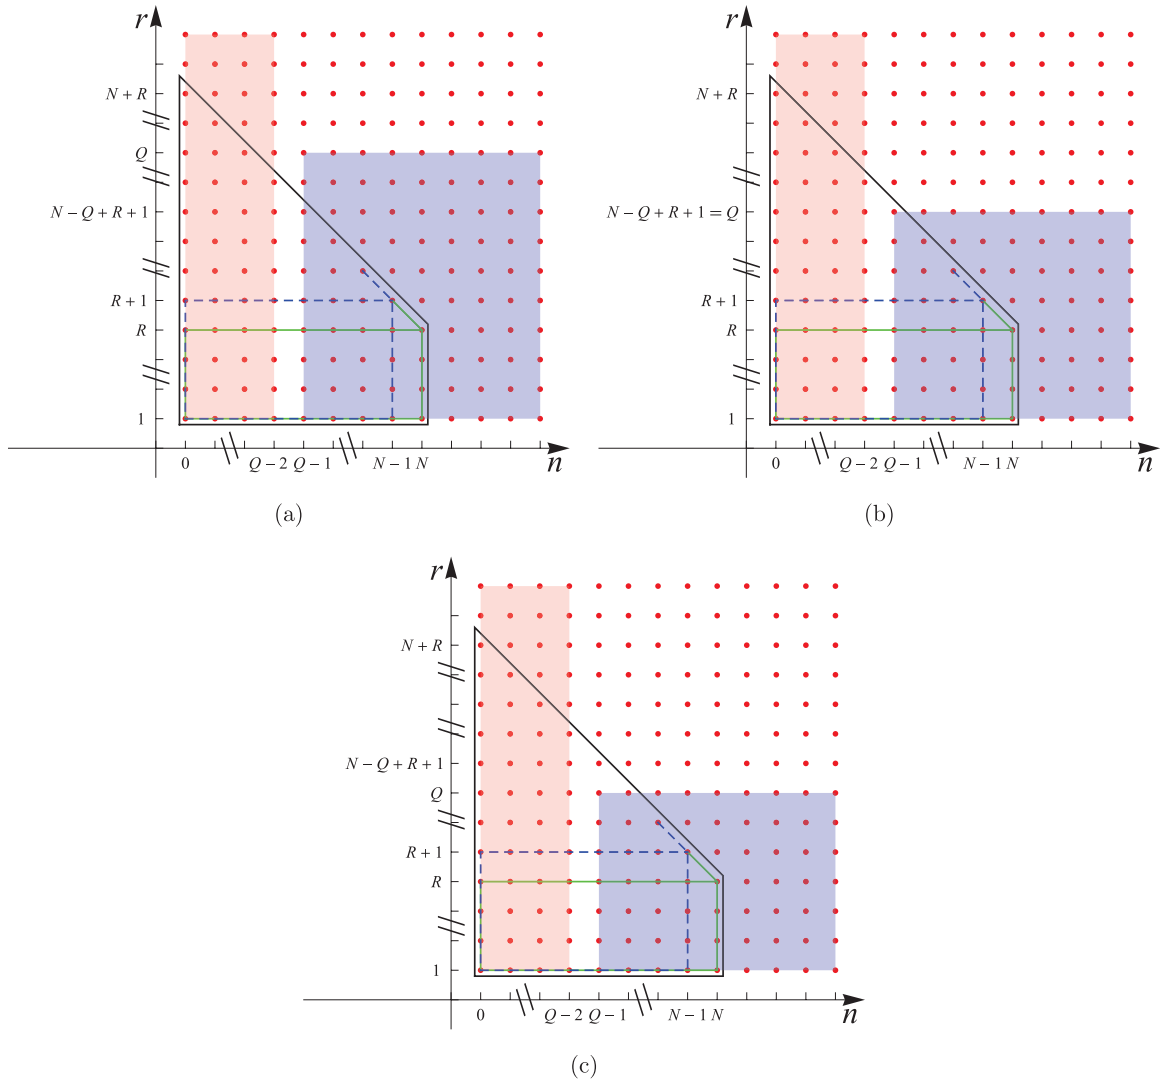 r
N + R
Q
N − Q + R + 1
R + 1
R
1
0 Q − 2 Q − 1 N − 1 N
n
(a)
r
N + R
N − Q + R + 1 = Q
R + 1
R
1
0 Q − 2 Q − 1 N − 1 N
n
(b)
r
N + R
N − Q + R + 1
Q
R + 1
R
1
0 Q − 2 Q − 1 N − 1 N
n
(c)